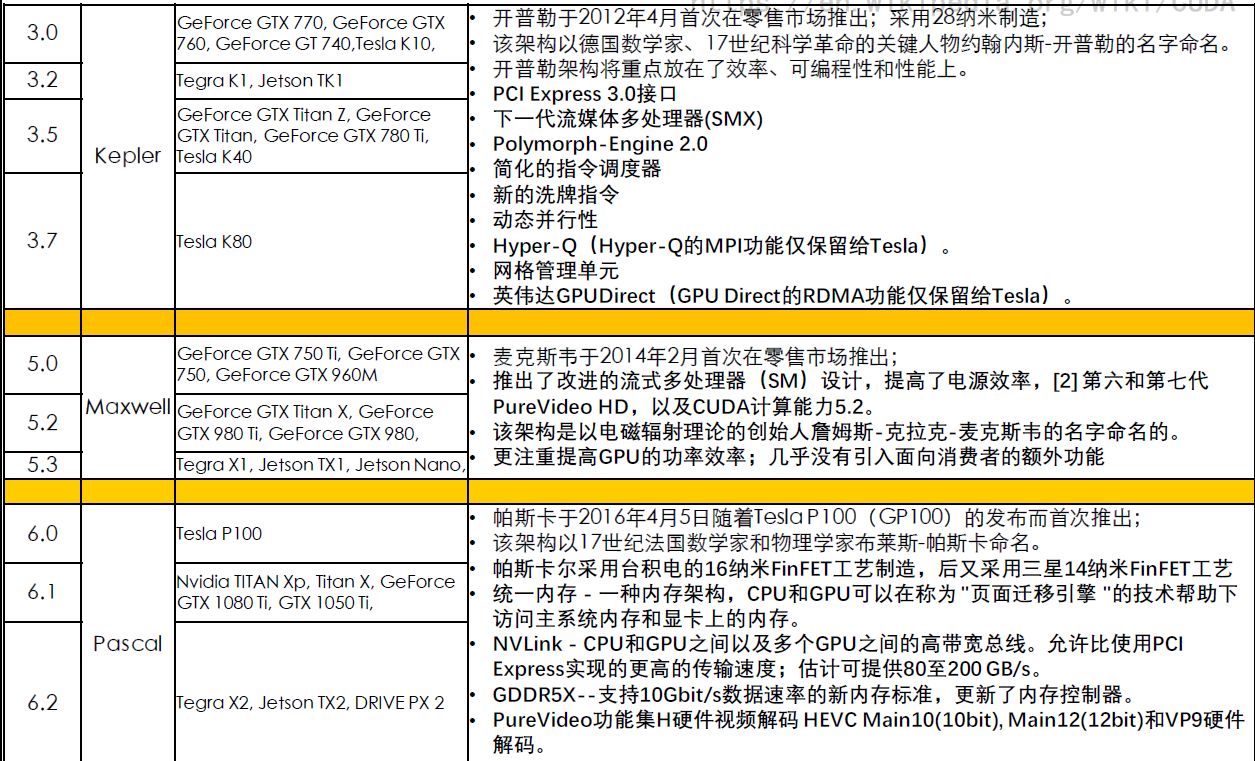 https://en.wikipedia.org/wiki/CUDA
3.0
GeForce GTX 770, GeForce GTX
760, GeForce GT 740,Tesla K10,
3.2
Tegra K1, Jetson TK1
3.5
GeForce GTX Titan Z, GeForce
GTX Titan, GeForce GTX 780 Ti,
Tesla K40
Kepler
3.7
Tesla K80
• 开普勒于2012年4月首次在零售市场推出；采用28纳米制造；
• 该架构以德国数学家、17世纪科学革命的关键人物约翰内斯-开普勒的名字命名。
• 开普勒架构将重点放在了效率、可编程性和性能上。
• PCI Express 3.0接口
• 下一代流媒体多处理器(SMX)
• Polymorph-Engine 2.0
• 简化的指令调度器
• 新的洗牌指令
• 动态并行性
• Hyper-Q（Hyper-Q的MPI功能仅保留给Tesla）。
• 网格管理单元
• 英伟达GPUDirect（GPU Direct的RDMA功能仅保留给Tesla）。
5.0
GeForce GTX 750 Ti, GeForce GTX
750, GeForce GTX 960M
Maxwell
5.2
GeForce GTX Titan X, GeForce
GTX 980 Ti, GeForce GTX 980,
5.3
Tegra X1, Jetson TX1, Jetson Nano,
• 麦克斯韦于2014年2月首次在零售市场推出；
• 推出了改进的流式多处理器（SM）设计，提高了电源效率，[2] 第六和第七代
PureVideo HD，以及CUDA计算能力5.2。
• 该架构是以电磁辐射理论的创始人詹姆斯-克拉克-麦克斯韦的名字命名的。
• 更注重提高GPU的功率效率；几乎没有引入面向消费者的额外功能
6.0
Tesla P100
6.1
Nvidia TITAN Xp, Titan X, GeForce
GTX 1080 Ti, GTX 1050 Ti,
Pascal
6.2
Tegra X2, Jetson TX2, DRIVE PX 2
• 帕斯卡于2016年4月5日随着Tesla P100（GP100）的发布而首次推出；
• 该架构以17世纪法国数学家和物理学家布莱斯-帕斯卡命名。
• 帕斯卡尔采用台积电的16纳米FinFET工艺制造，后又采用三星14纳米FinFET工艺
• 统一内存 - 一种内存架构，CPU和GPU可以在称为 "页面迁移引擎 "的技术帮助下
访问主系统内存和显卡上的内存。
• NVLink - CPU和GPU之间以及多个GPU之间的高带宽总线。允许比使用PCI
Express实现的更高的传输速度；估计可提供80至200 GB/s。
• GDDR5X--支持10Gbit/s数据速率的新内存标准，更新了内存控制器。
• PureVideo功能集H硬件视频解码 HEVC Main10(10bit), Main12(12bit)和VP9硬件
解码。